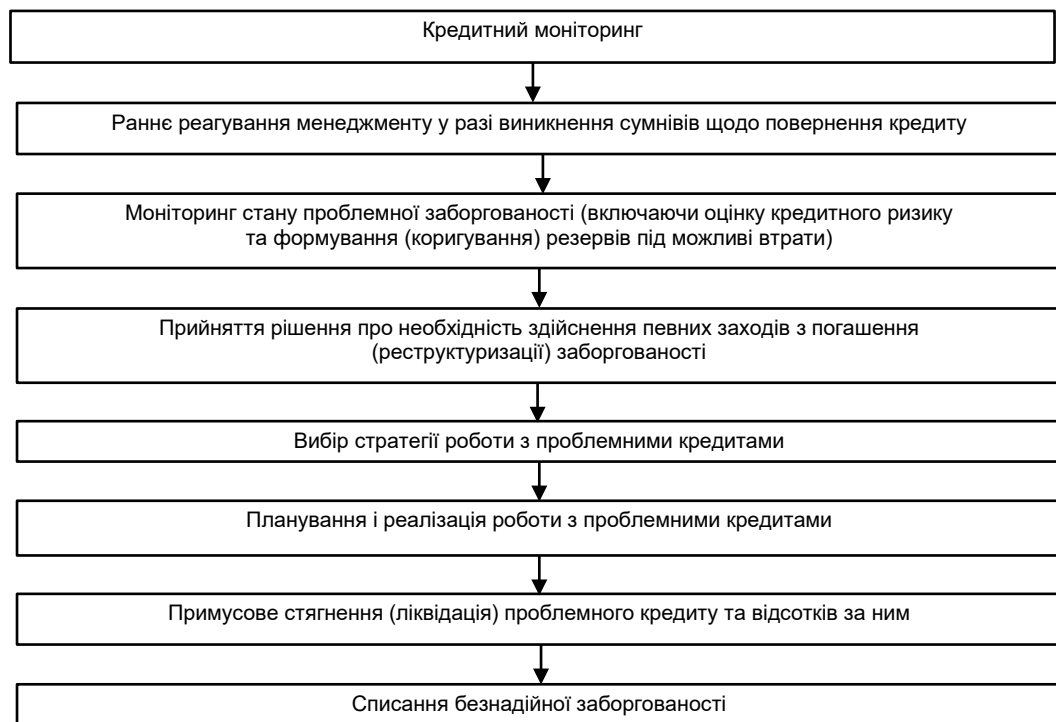 Кредитний моніторинг
Раннє реагування менеджменту у разі виникнення сумнівів щодо повернення кредиту
Моніторинг стану проблемної заборгованості (включаючи оцінку кредитного ризику
та формування (коригування) резервів під можливі втрати)
Прийняття рішення про необхідність здійснення певних заходів з погашення
(реструктуризації) заборгованості
Вибір стратегії роботи з проблемними кредитами
Планування і реалізація роботи з проблемними кредитами
Примусове стягнення (ліквідація) проблемного кредиту та відсотків за ним
Списання безнадійної заборгованості